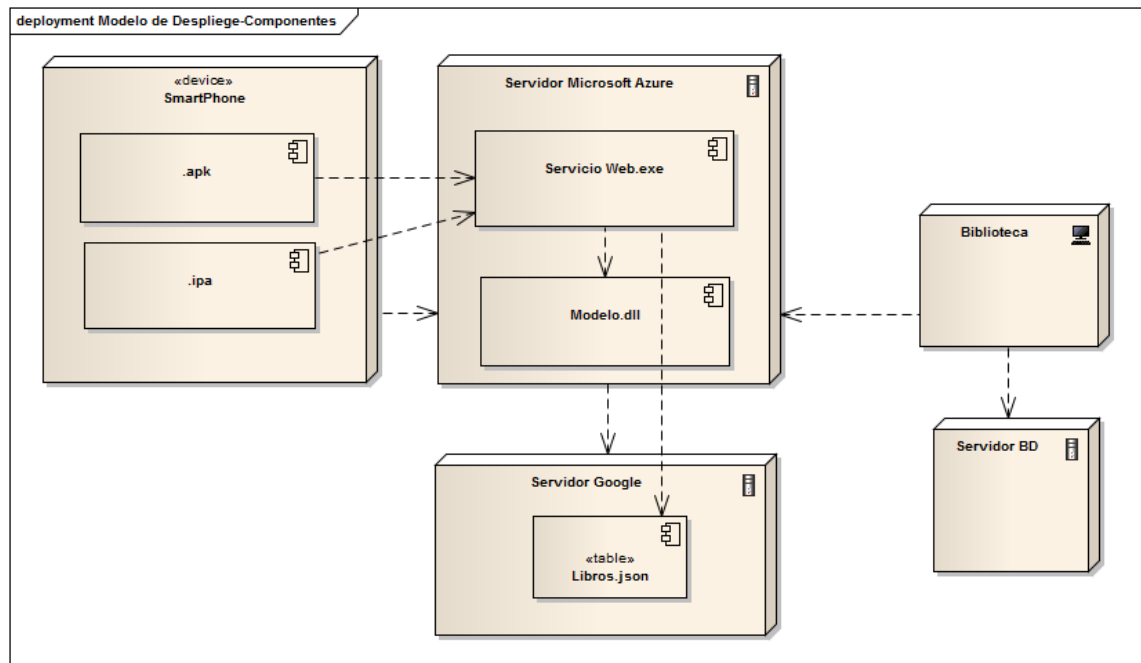 deployment Modelo de Despliege-Componentes
«device»
SmartPhone
.apk
.ipa
Servidor Microsoft Azure
Servicio Web.exe
Modelo.dll
Biblioteca
Servidor BD
Servidor Google
«table»
Libros.json